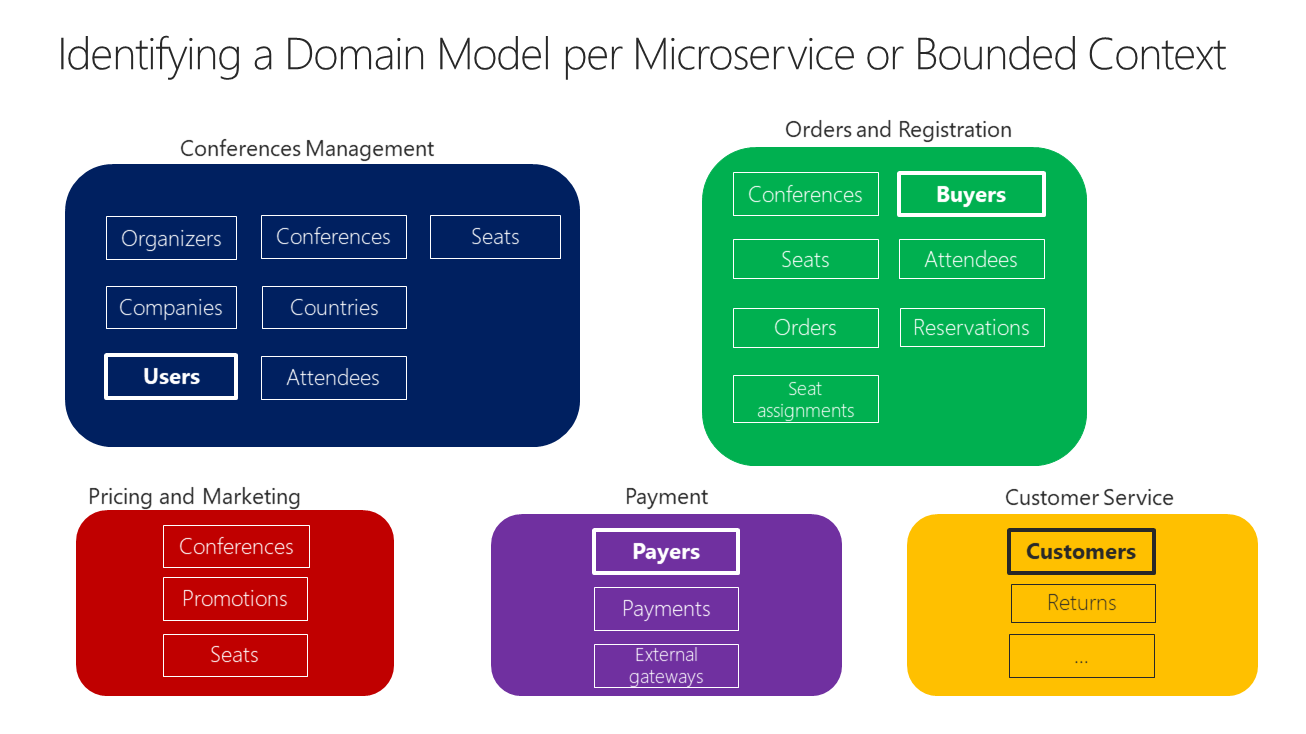 Identifying a Domain Model per Microservice or Bounded Context
Conferences Management
Organizers
Conferences
Seats
Companies
Countries
Users
Attendees
Orders and Registration
Conferences
Buyers
Seats
Attendees
Orders
Reservations
Seat
assignments
Pricing and Marketing
Conferences
Promotions
Seats
Payment
Payers
Payments
External
gateways
Customer Service
Customers
Returns
...